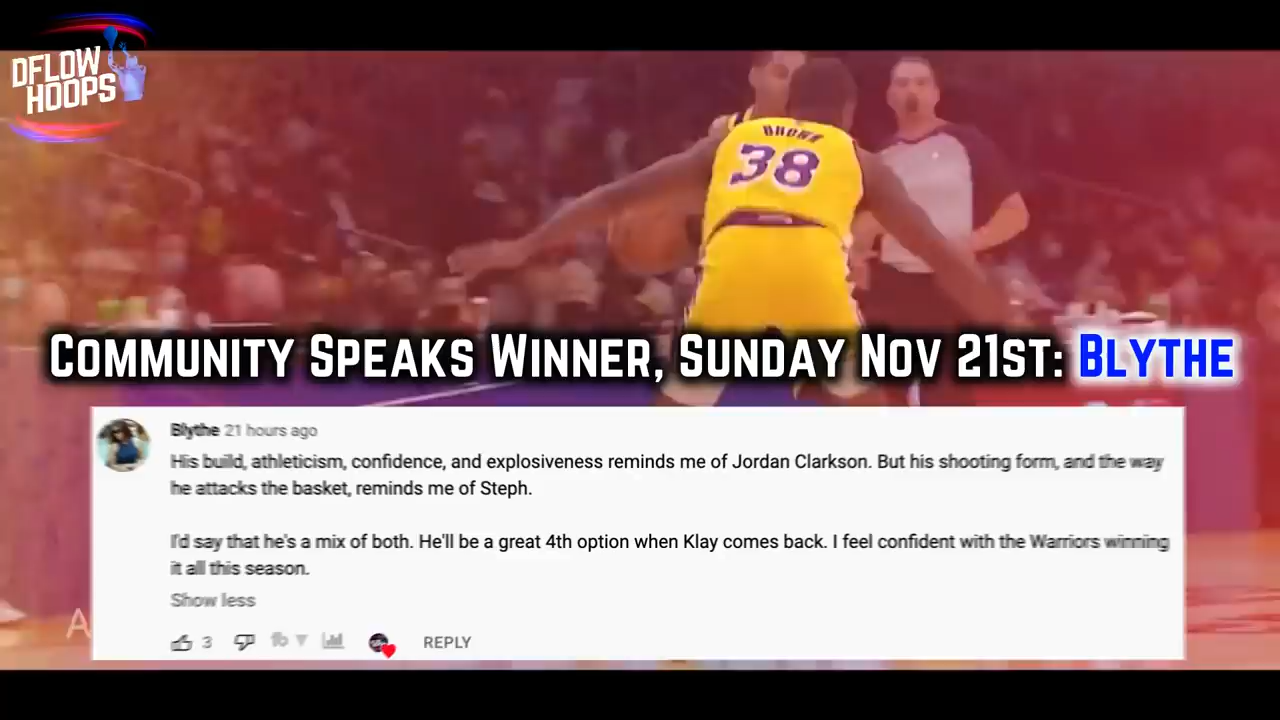 DFLOW
HOOPS
38
Community Speaks Winner, Sunday Nov 21st: Blythe
Blythe 21 hours ago
His build, athleticism, confidence, and explosiveness reminds me of Jordan Clarkson. But his shooting form, and the way
he attacks the basket, reminds me of Steph.
I'd say that he's a mix of both. He'll be a great 4th option when Klay comes back. I feel confident with the Warriors winning
it all this season.
Show less
3
REPLY